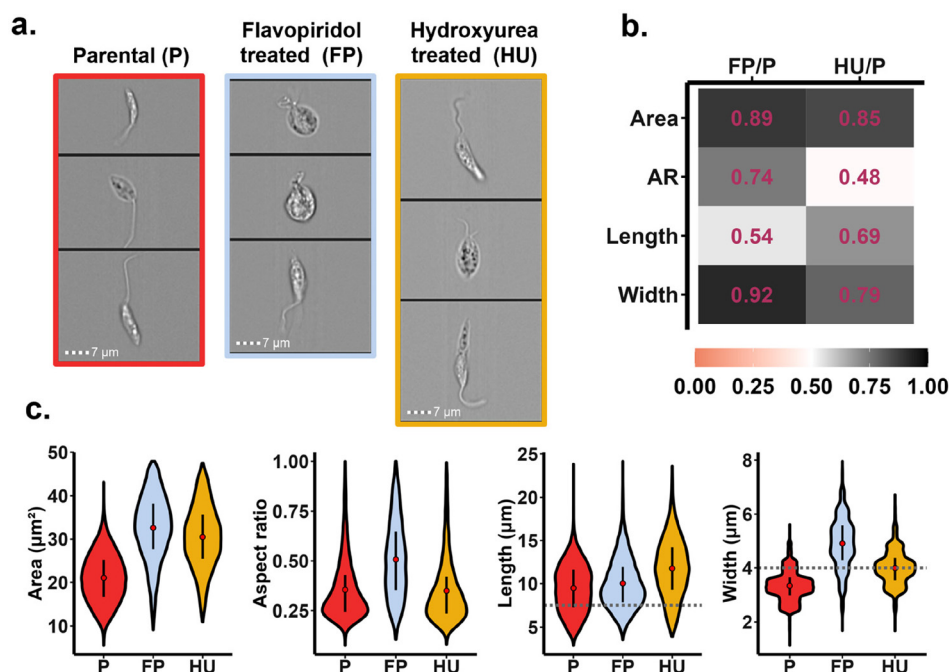 a.
Parental (P)
Flavopiridol
treated (FP)
Hydroxyurea
treated (HU)
7 µm
7 µm
7 µm
b.
FP/P HU/P
Area 0.89 0.85
AR 0.74 0.48
Length 0.54 0.69
Width 0.92 0.79
0.00 0.25 0.50 0.75 1.00
c.
Area (µm²)
50
40
30
20
10
P FP HU
Aspect ratio
1.00
0.75
0.50
0.25
P FP HU
Length (µm)
25
20
15
10
5
P FP HU
Width (µm)
8
6
4
2
P FP HU